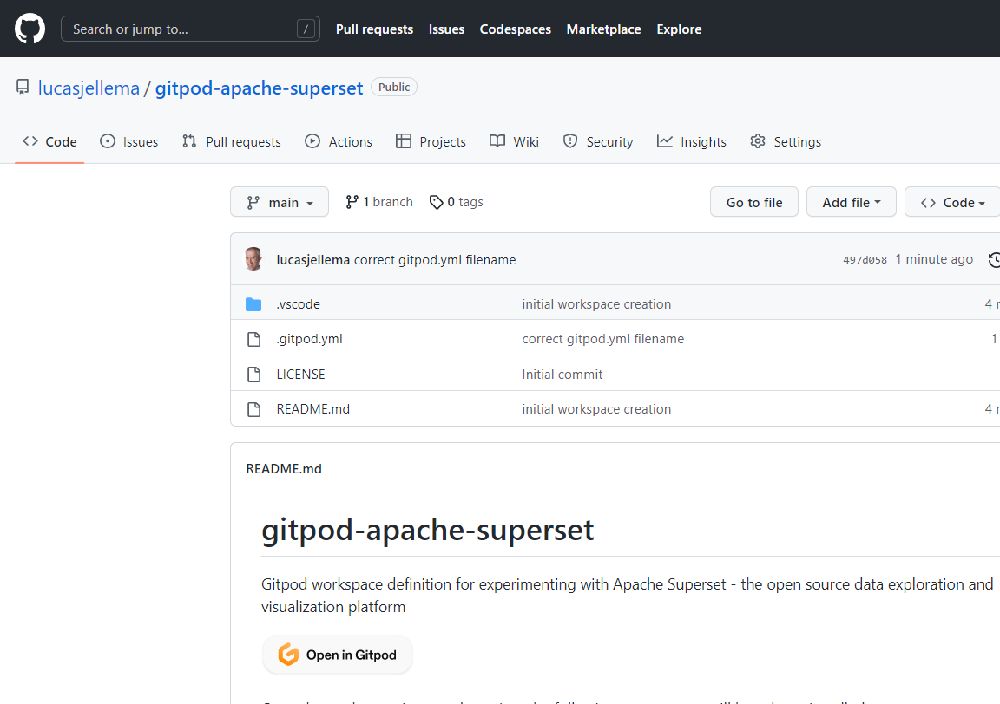 Search or jump to... / Pull requests Issues Codespaces Marketplace Explore
lucasjellema / gitpod-apache-superset Public
Code Issues Pull requests Actions Projects Wiki Security Insights Settings
main 1 branch 0 tags Go to file Add file Code
lucasjellema correct gitpod.yml filename 497d058 1 minute ago
.vscode initial workspace creation 4
.gitpod.yml correct gitpod.yml filename 1
LICENSE Initial commit
README.md initial workspace creation 4
README.md
gitpod-apache-superset
Gitpod workspace definition for experimenting with Apache Superset - the open source data exploration and
visualization platform
Open in Gitpod